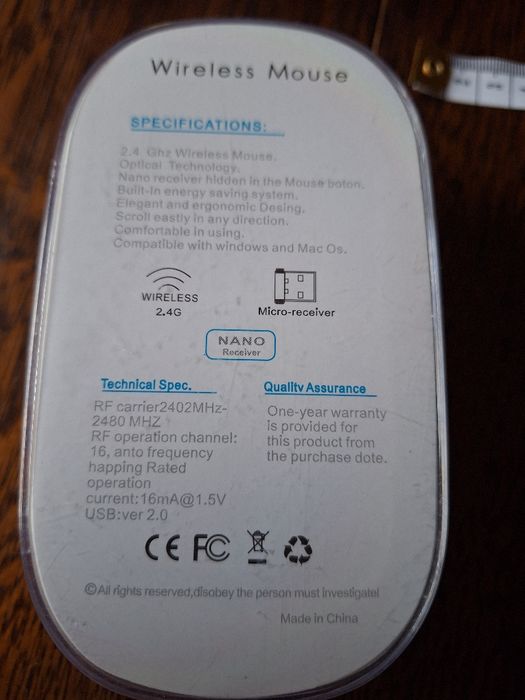 Wireless Mouse
SPECIFICATIONS:
2.4 Ghz Wireless Mouse.
Optical Technology.
Nano receiver hidden in the Mouse boton.
Built-In energy saving system.
Elegant and ergonomic Desing.
Scroll eastly in any direction.
Comfortable in using.
Compatible with windows and Mac Os.
WIRELESS
2.4G
Micro-receiver
NANO
Receiver
Technical Spec.
RF carrier2402MHz-
2480 MHZ
RF operation channel:
16, anto frequency
happing Rated
operation
current:16mA@1.5V
USB:ver 2.0
Quality Assurance
One-year warranty
is provided for
this product from
the purchase dote.
CE FC
©All rights reserved,disobey the person must investigatel
Made in China